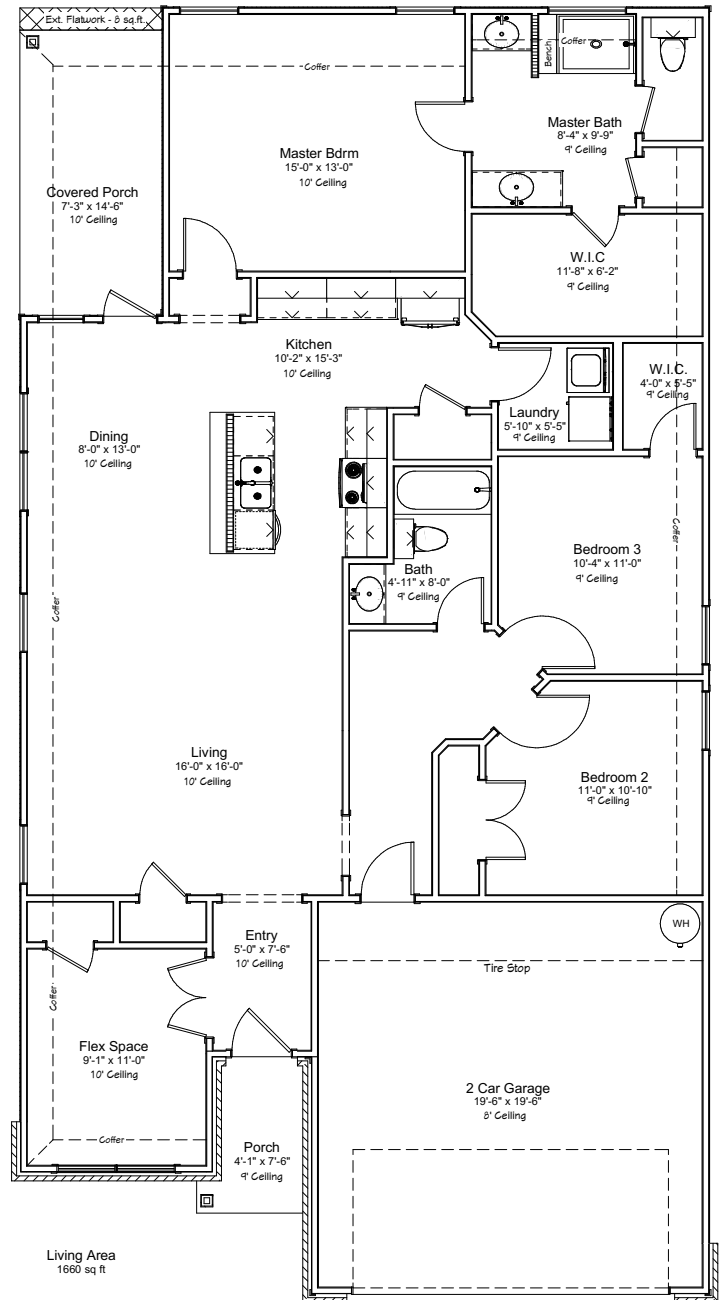 Ext. Flatwork - 8 sq.ft.
Coffer
Bench
Coffer
Master Bath
8'-4" x 9'-9"
9' Ceiling
Master Bdrm
15'-0" x 13'-0"
10' Ceiling
Covered Porch
7'-3" x 14'-6"
10' Ceiling
W.I.C
11'-8" x 6'-2"
9' Ceiling
Kitchen
10'-2" x 15'-3"
10' Ceiling
W.I.C.
4'-0" x 5'-5"
9' Ceiling
Laundry
5'-10" x 5'-5"
9' Ceiling
Dining
8'-0" x 13'-0"
10' Ceiling
Coffer
Bedroom 3
10'-4" x 11'-0"
9' Ceiling
Bath
4'-11" x 8'-0"
9' Ceiling
Coffer
Living
16'-0" x 16'-0"
10' Ceiling
Bedroom 2
11'-0" x 10'-10"
9' Ceiling
WH
Entry
5'-0" x 7'-6"
10' Ceiling
Tire Stop
Coffer
Flex Space
9'-1" x 11'-0"
10' Ceiling
2 Car Garage
19'-6" x 19'-6"
8' Ceiling
Coffer
Porch
4'-1" x 7'-6"
9' Ceiling
Living Area
1660 sq ft